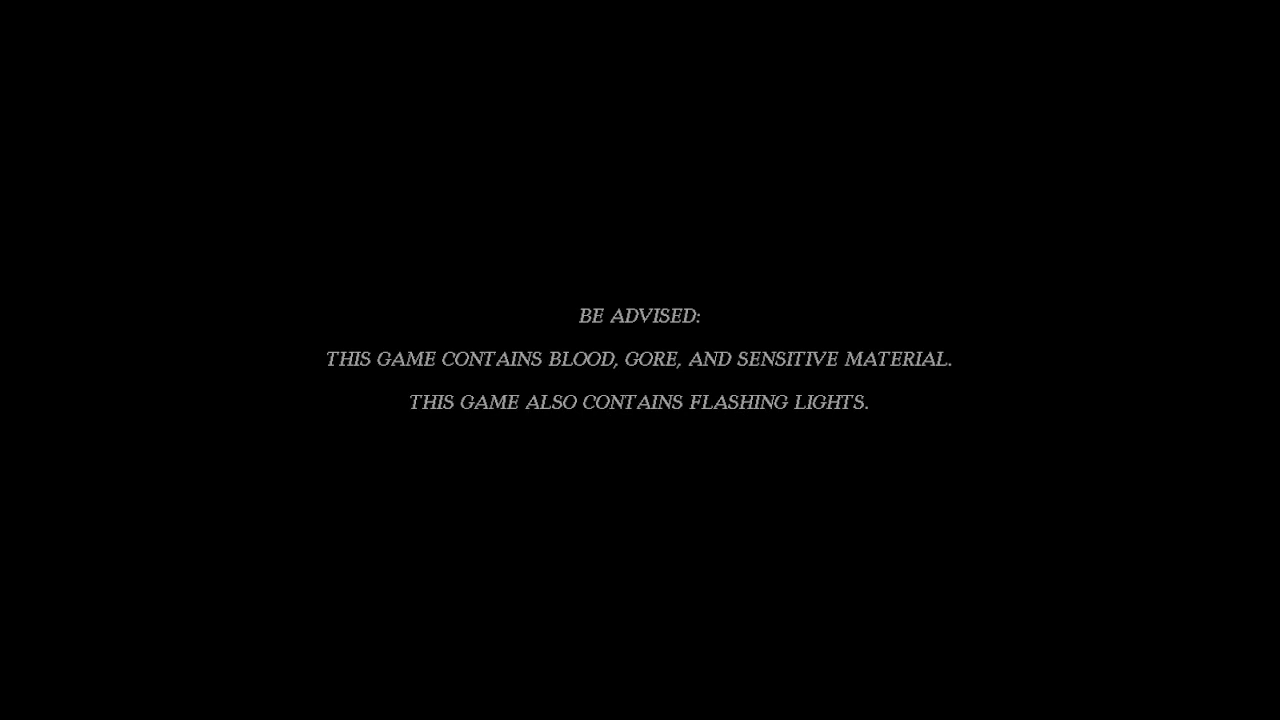 BE ADVISED:
THIS GAME CONTAINS BLOOD, GORE, AND SENSITIVE MATERIAL.
THIS GAME ALSO CONTAINS FLASHING LIGHTS.